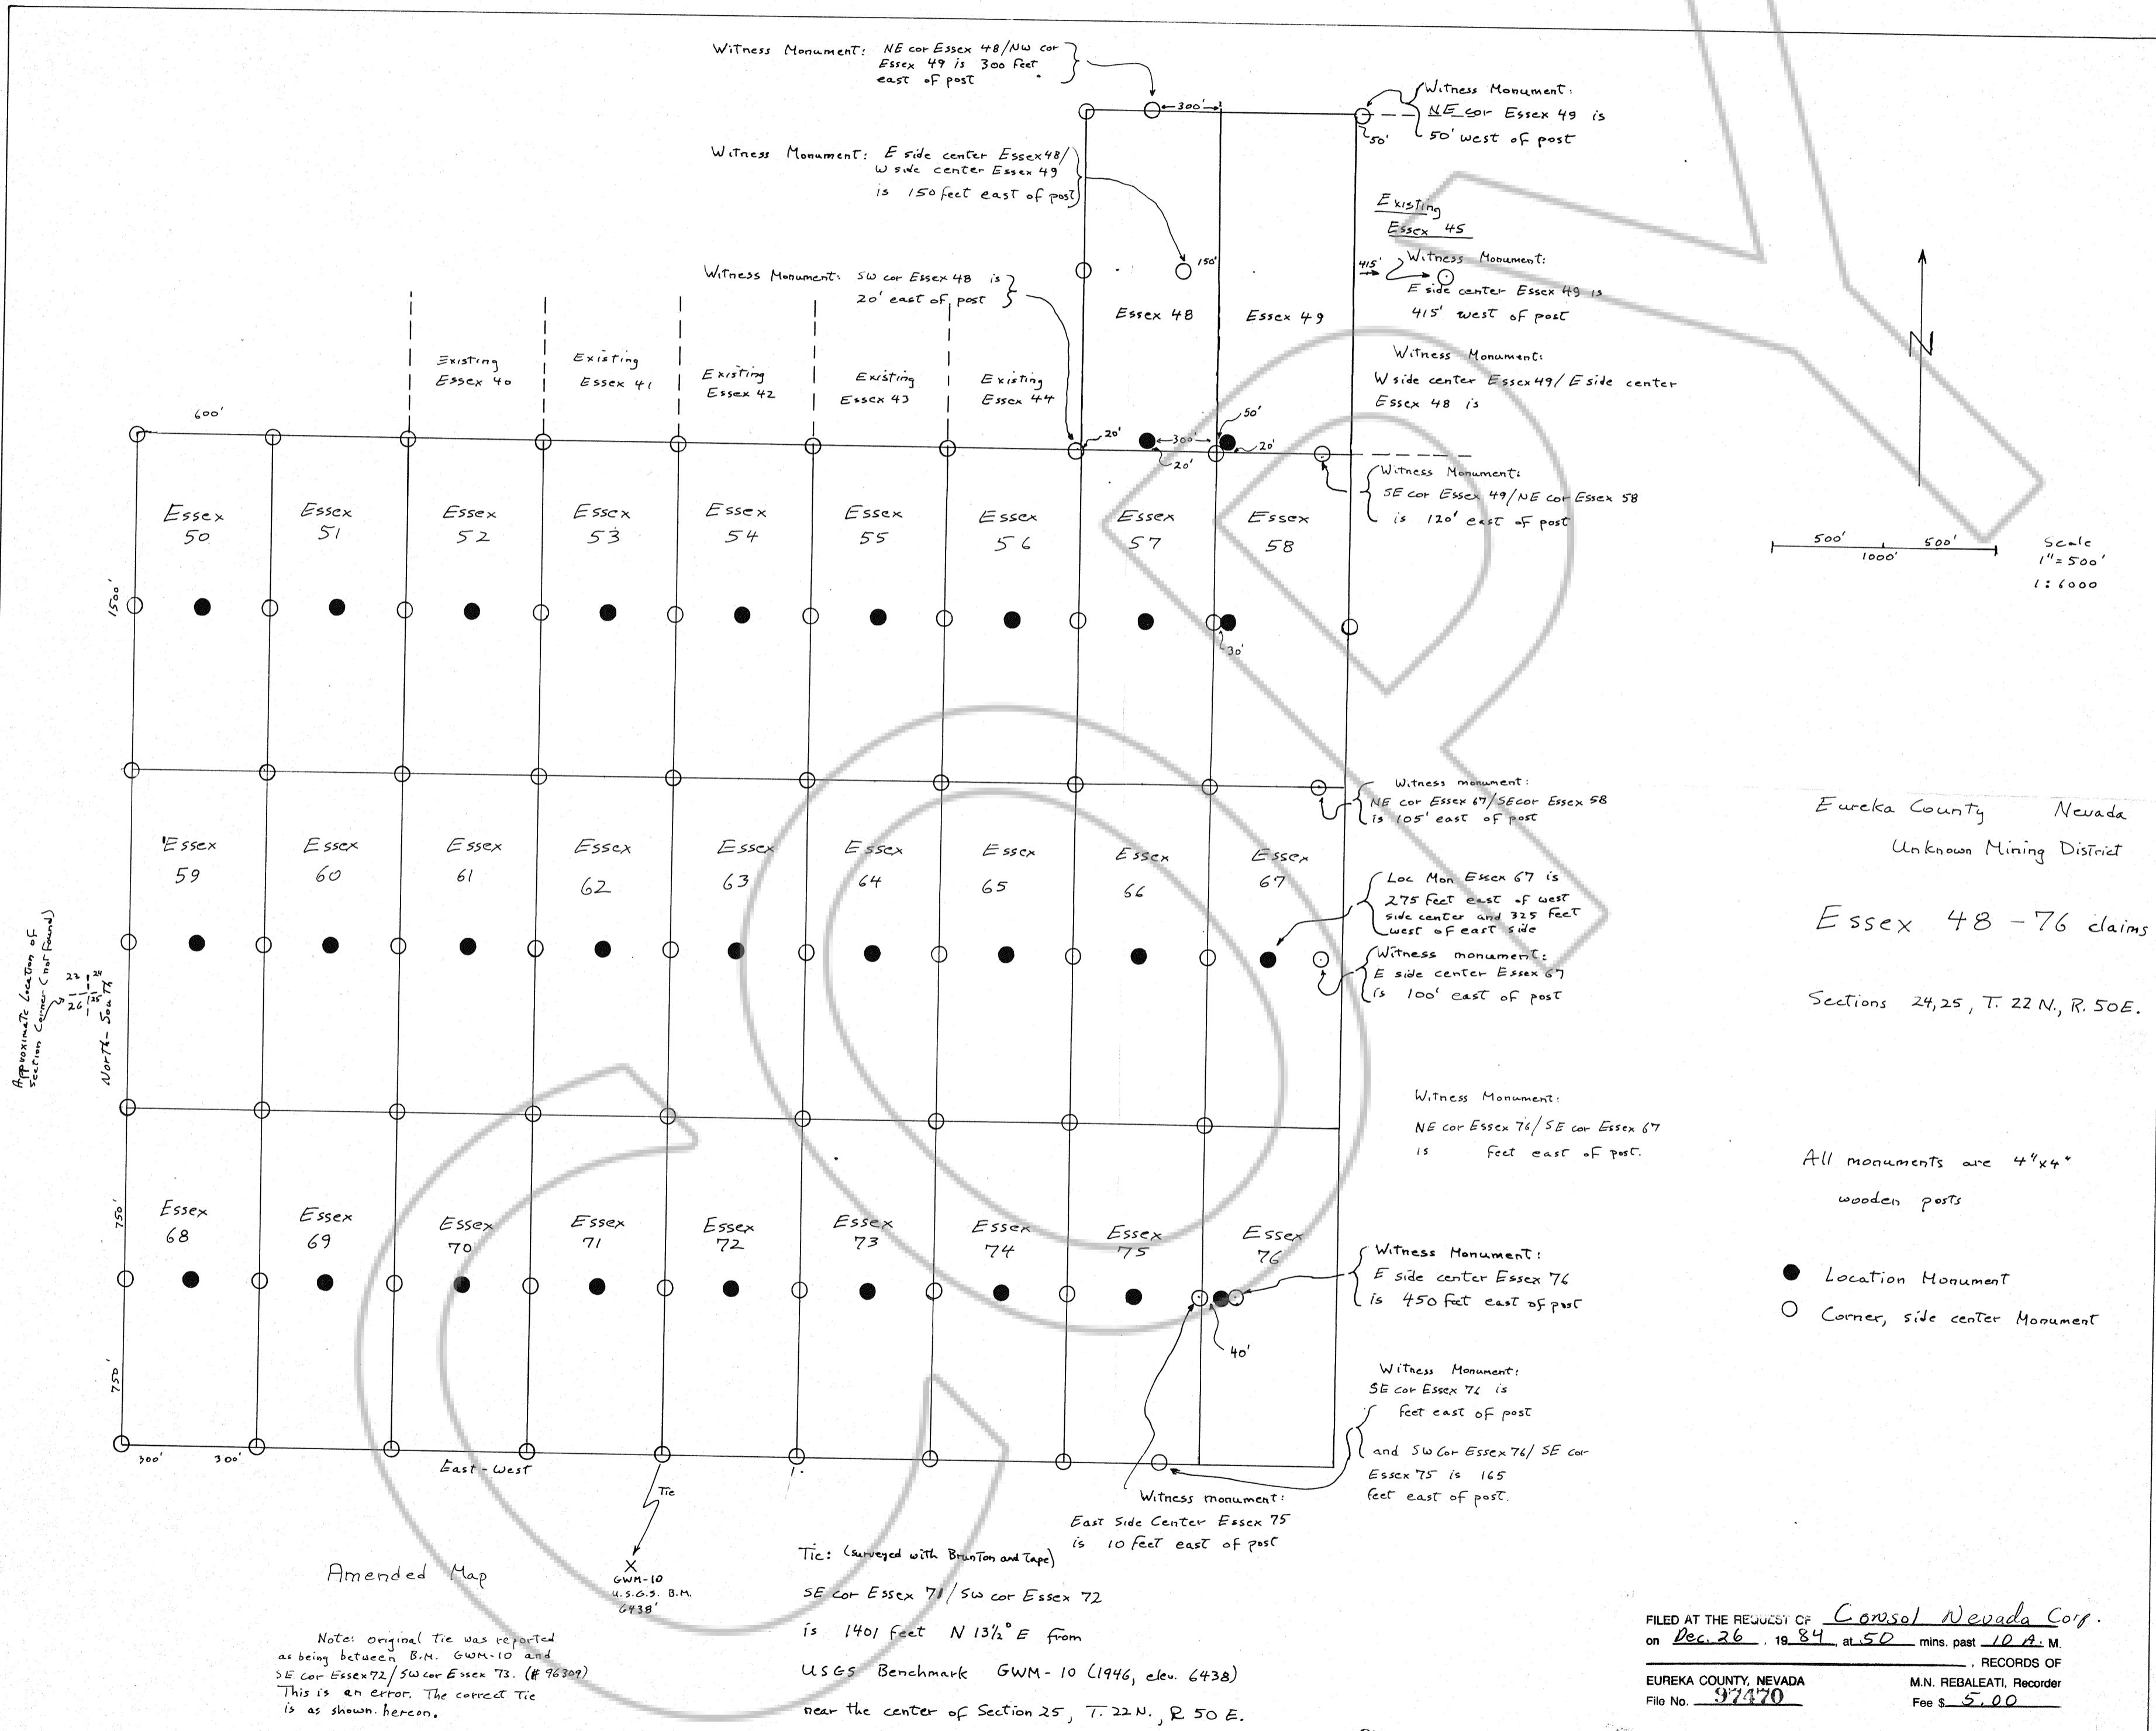 Witness Monument: NE cor Essex 48/NW cor
Essex 49 is 300 feet
east of post
300'
Witness Monument:
NE cor Essex 49 is
50' west of post
50'
Witness Monument: E side center Essex 48/
W side center Essex 49
is 150 feet east of post
150'
Existing
Essex 45
415'
Witness Monument:
E side center Essex 49 is
415' west of post
Witness Monument: SW cor Essex 48 is
20' east of post
Essex 48
Essex 49
Witness Monument:
W side center Essex 49/ E side center
Essex 48 is
Existing
Essex 40
Existing
Essex 41
Existing
Essex 42
Existing
Essex 43
Existing
Essex 44
600'
20'
300'
20'
50'
20'
Witness Monument:
SE cor Essex 49/NE cor Essex 58
is 120' east of post
N
500' 500'
1000'
Scale
1"=500'
1:6000
Essex
50
Essex
51
Essex
52
Essex
53
Essex
54
Essex
55
Essex
56
Essex
57
Essex
58
1500'
30'
Witness monument:
NE cor Essex 67/SE cor Essex 58
is 105' east of post
Eureka County Nevada
Unknown Mining District
Essex 48-76 claims
Sections 24,25, T. 22 N., R. 50E.
Essex
59
Essex
60
Essex
61
Essex
62
Essex
63
Essex
64
Essex
65
Essex
66
Essex
67
Loc Mon Essex 67 is
275 feet east of west
side center and 325 feet
west of east side
Witness monument:
E side center Essex 67
is 100' east of post
Approximate Location of
Section Corner (not found)
23 24
26 25
North-South
Witness Monument:
NE cor Essex 76/SE cor Essex 67
is feet east of post.
All monuments are 4"x4"
wooden posts
Location Monument
Corner, side center Monument
750'
Essex
68
Essex
69
Essex
70
Essex
71
Essex
72
Essex
73
Essex
74
Essex
75
Essex
76
Witness Monument:
E side center Essex 76
is 450 feet east of post
40'
750'
Witness Monument:
SE cor Essex 76 is
feet east of post
and SW Cor Essex 76/ SE cor
Essex 75 is 165
feet east of post.
300' 300'
East-West
Tie
Witness monument:
East Side Center Essex 75
is 10 feet east of post
GWM-10
U.S.G.S. B.M.
6438'
Amended Map
Note: original Tie was reported
as being between B.M. GWM-10 and
SE cor Essex 72/SW cor Essex 73. (# 96309)
This is an error. The correct Tie
is as shown hereon.
Tie: (surveyed with Brunton and Tape)
SE cor Essex 71/SW cor Essex 72
is 1401 feet N 13½° E from
USGS Benchmark GWM-10 (1946, elev. 6438)
near the center of Section 25, T. 22 N., R 50 E.
FILED AT THE REQUEST OF Consol Nevada Corp.
on Dec. 26, 1984, at 50 mins. past 10 A. M.
, RECORDS OF
EUREKA COUNTY, NEVADA M.N. REBALEATI, Recorder
File No. 97470 Fee $ 5.00
COPY